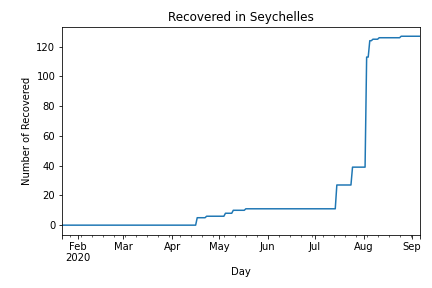 Recovered in Seychelles
Number of Recovered
120
100
80
60
40
20
0
Feb Mar Apr May Jun Jul Aug Sep
2020
Day